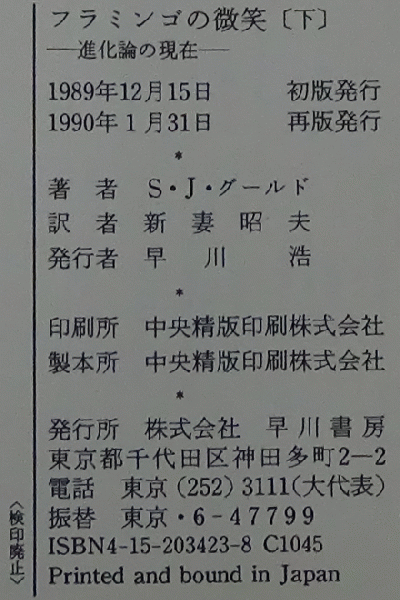 フラミンゴの微笑〔下〕
―進化論の現在―
1989年12月15日 初版発行
1990年1月31日 再版発行
*
著者 S・J・グールド
訳者 新妻昭夫
発行者 早川浩
*
印刷所 中央精版印刷株式会社
製本所 中央精版印刷株式会社
*
発行所 株式会社 早川書房
東京都千代田区神田多町2―2
電話 東京(252)3111(大代表)
振替 東京・6-47799
ISBN4-15-203423-8 C1045
Printed and bound in Japan
〈検印廃止〉